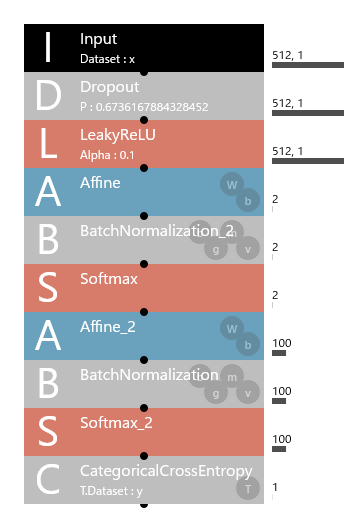 I Input
Dataset : x
512, 1
D Dropout
P : 0.6736167884328452
512, 1
L LeakyReLU
Alpha : 0.1
512, 1
A Affine
W
b
2
B BatchNormalization_2
m
g v
2
S Softmax
2
A Affine_2
W
b
100
B BatchNormalization
m
g v
100
S Softmax_2
100
C CategoricalCrossEntropy
T.Dataset : y
T
1